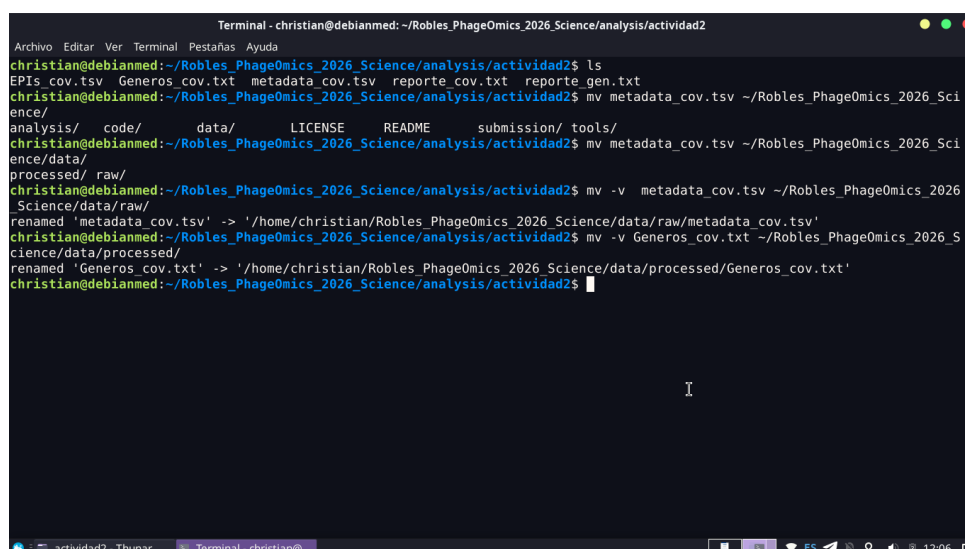 Terminal - christian@debianmed: ~/Robles_PhageOmics_2026_Science/analysis/actividad2
Archivo Editar Ver Terminal Pestañas Ayuda
christian@debianmed:~/Robles_PhageOmics_2026_Science/analysis/actividad2$ ls
EPIs_cov.tsv  Generos_cov.txt  metadata_cov.tsv  reporte_cov.txt  reporte_gen.txt
christian@debianmed:~/Robles_PhageOmics_2026_Science/analysis/actividad2$ mv metadata_cov.tsv ~/Robles_PhageOmics_2026_Sci
ence/
analysis/   code/       data/       LICENSE     README      submission/ tools/
christian@debianmed:~/Robles_PhageOmics_2026_Science/analysis/actividad2$ mv metadata_cov.tsv ~/Robles_PhageOmics_2026_Sci
ence/data/
processed/ raw/
christian@debianmed:~/Robles_PhageOmics_2026_Science/analysis/actividad2$ mv -v  metadata_cov.tsv ~/Robles_PhageOmics_2026
_Science/data/raw/
renamed 'metadata_cov.tsv' -> '/home/christian/Robles_PhageOmics_2026_Science/data/raw/metadata_cov.tsv'
christian@debianmed:~/Robles_PhageOmics_2026_Science/analysis/actividad2$ mv -v Generos_cov.txt ~/Robles_PhageOmics_2026_S
cience/data/processed/
renamed 'Generos_cov.txt' -> '/home/christian/Robles_PhageOmics_2026_Science/data/processed/Generos_cov.txt'
christian@debianmed:~/Robles_PhageOmics_2026_Science/analysis/actividad2$
actividad2 - Thunar Terminal - christian@... ES 12:06